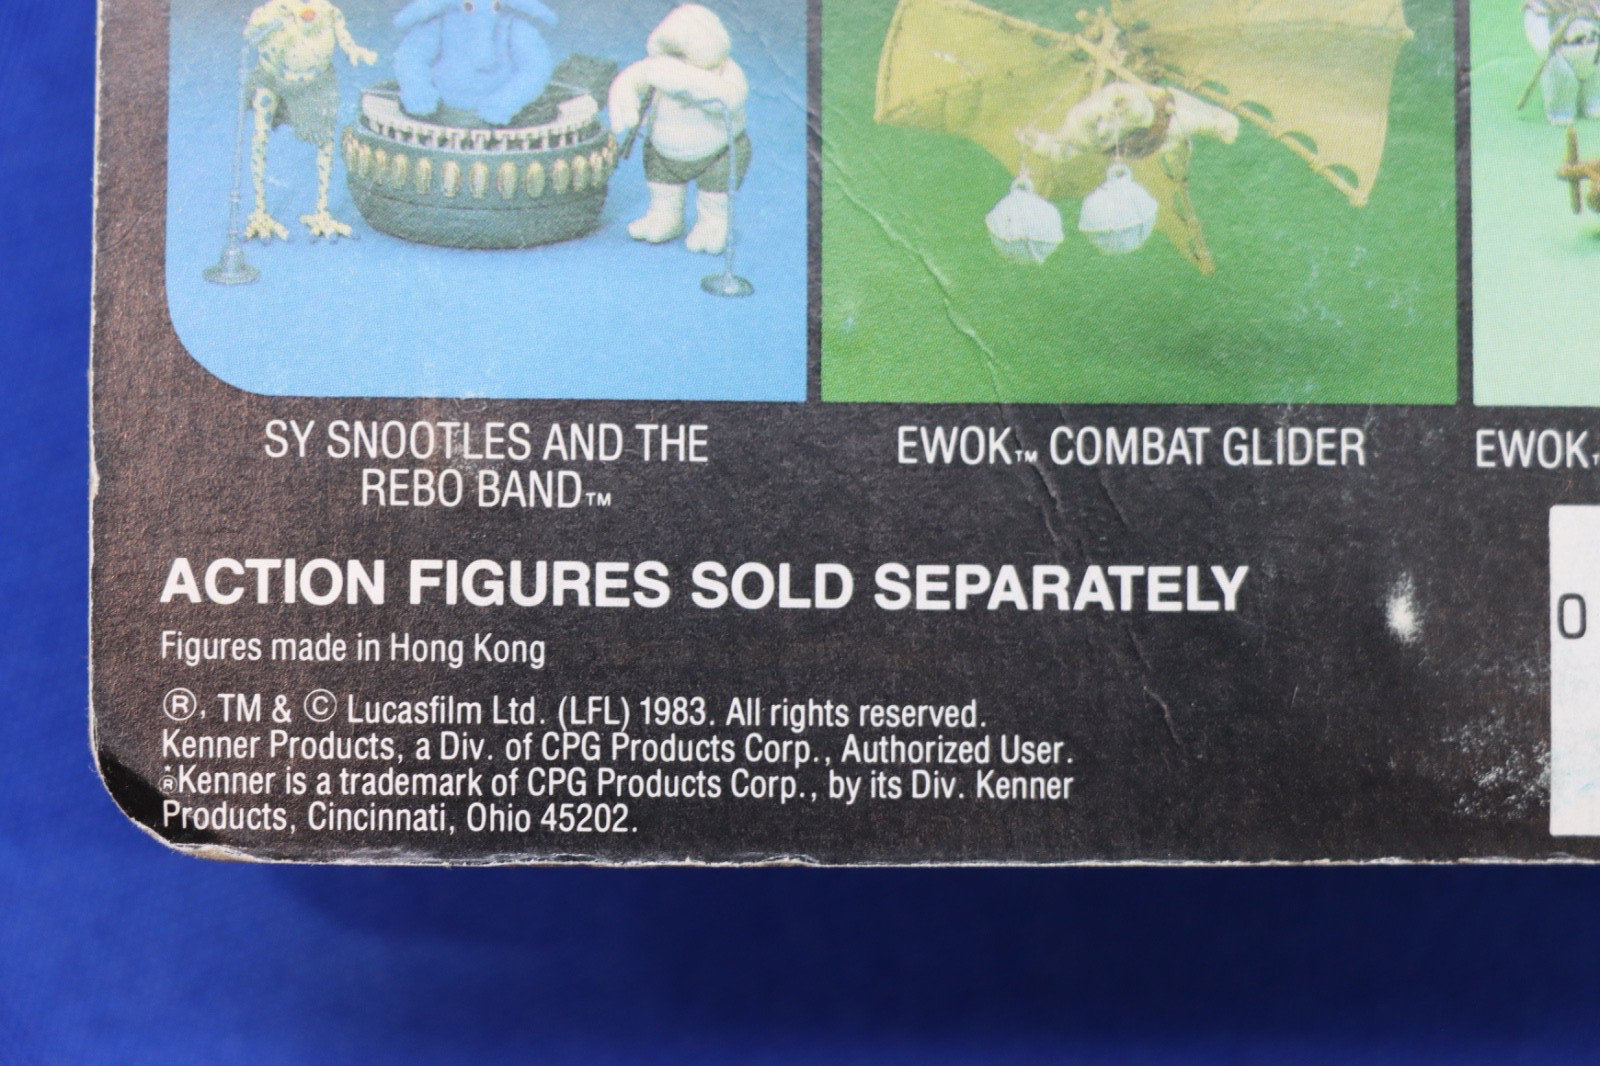 SY SNOOTLES AND THE
REBO BAND™
EWOK™ COMBAT GLIDER
EWOK™
ACTION FIGURES SOLD SEPARATELY
Figures made in Hong Kong
®, TM & © Lucasfilm Ltd. (LFL) 1983. All rights reserved.
Kenner Products, a Div. of CPG Products Corp., Authorized User.
®Kenner is a trademark of CPG Products Corp., by its Div. Kenner
Products, Cincinnati, Ohio 45202.
0